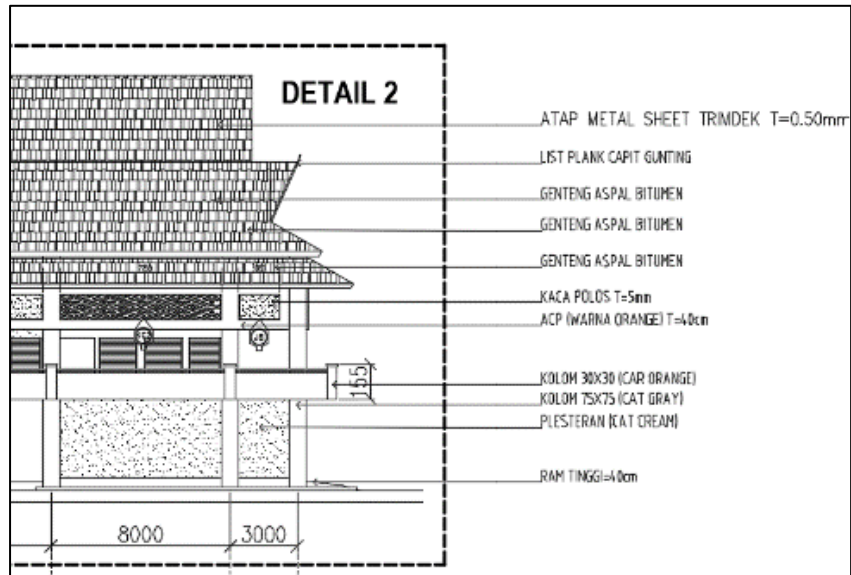 DETAIL 2
ATAP METAL SHEET TRIMDEK T=0.50mm
LIST PLANK CAPIT GUNTING
GENTENG ASPAL BITUMEN
GENTENG ASPAL BITUMEN
GENTENG ASPAL BITUMEN
KACA POLOS T=5mm
ACP (WARNA ORANGE) T=40cm
KOLOM 30X30 (CAR ORANGE)
KOLOM 75X75 (CAT GRAY)
PLESTERAN (CAT CREAM)
RAM TINGGI=40cm
155
8000
3000